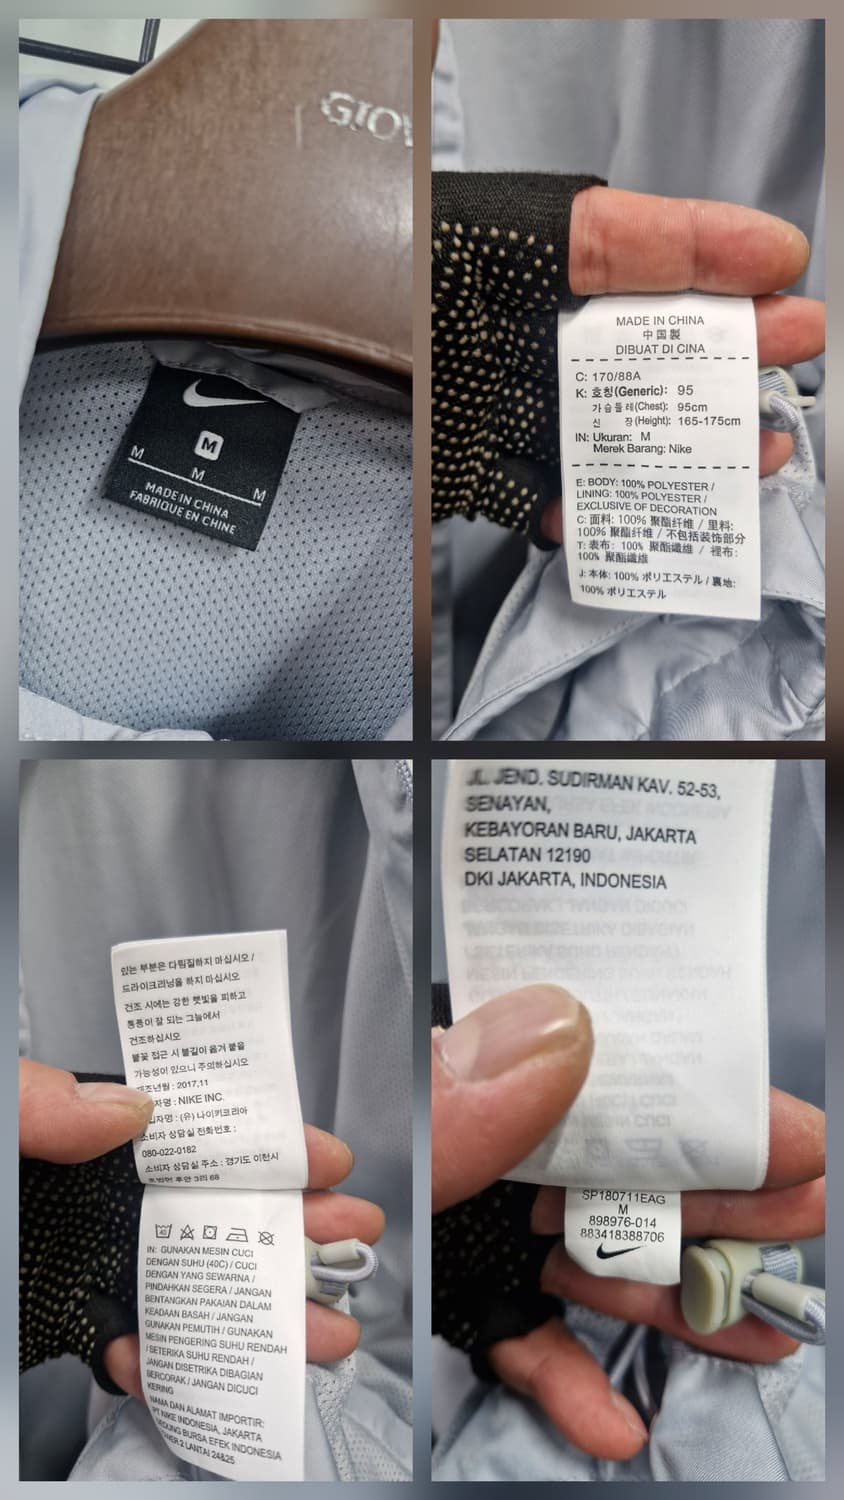 GIOV
M
M
M
M
MADE IN CHINA
FABRIQUE EN CHINE
MADE IN CHINA
中国製
DIBUAT DI CINA
C: 170/88A
K: 호칭(Generic): 95
가슴둘레(Chest): 95cm
신 장(Height): 165-175cm
IN: Ukuran: M
Merek Barang: Nike
E: BODY: 100% POLYESTER /
LINING: 100% POLYESTER /
EXCLUSIVE OF DECORATION
C: 面料: 100% 聚酯纤维 / 里料:
100% 聚酯纤维 / 不包括装饰部分
T: 表布: 100% 聚酯纖維 / 裡布:
100% 聚酯纖維
J: 本体: 100% ポリエステル / 裏地:
100% ポリエステル
있는 부분은 다림질하지 마십시오 /
드라이크리닝을 하지 마십시오
건조 시에는 강한 햇빛을 피하고
통풍이 잘 되는 그늘에서
건조하십시오
불꽃 접근 시 불길이 옮겨 붙을
가능성이 있으니 주의하십시오
제조년월 : 2017,11
자명 : NIKE INC.
자명 : (유) 나이키코리아
소비자 상담실 전화번호 :
080-022-0182
소비자 상담실 주소 : 경기도 이천시
40
IN: GUNAKAN MESIN CUCI
DENGAN SUHU (40C) / CUCI
DENGAN YANG SEWARNA /
PINDAHKAN SEGERA / JANGAN
BENTANGKAN PAKAIAN DALAM
KEADAAN BASAH / JANGAN
GUNAKAN PEMUTIH / GUNAKAN
MESIN PENGERING SUHU RENDAH
/ SETERIKA SUHU RENDAH /
JANGAN DISETRIKA DIBAGIAN
BERCORAK / JANGAN DICUCI
KERING
NAMA DAN ALAMAT IMPORTIR:
PT NIKE INDONESIA, JAKARTA
GEDUNG BURSA EFEK INDONESIA
TOWER 2 LANTAI 24&25
JL. JEND. SUDIRMAN KAV. 52-53,
SENAYAN,
KEBAYORAN BARU, JAKARTA
SELATAN 12190
DKI JAKARTA, INDONESIA
SP180711EAG
M
898976-014
883418388706